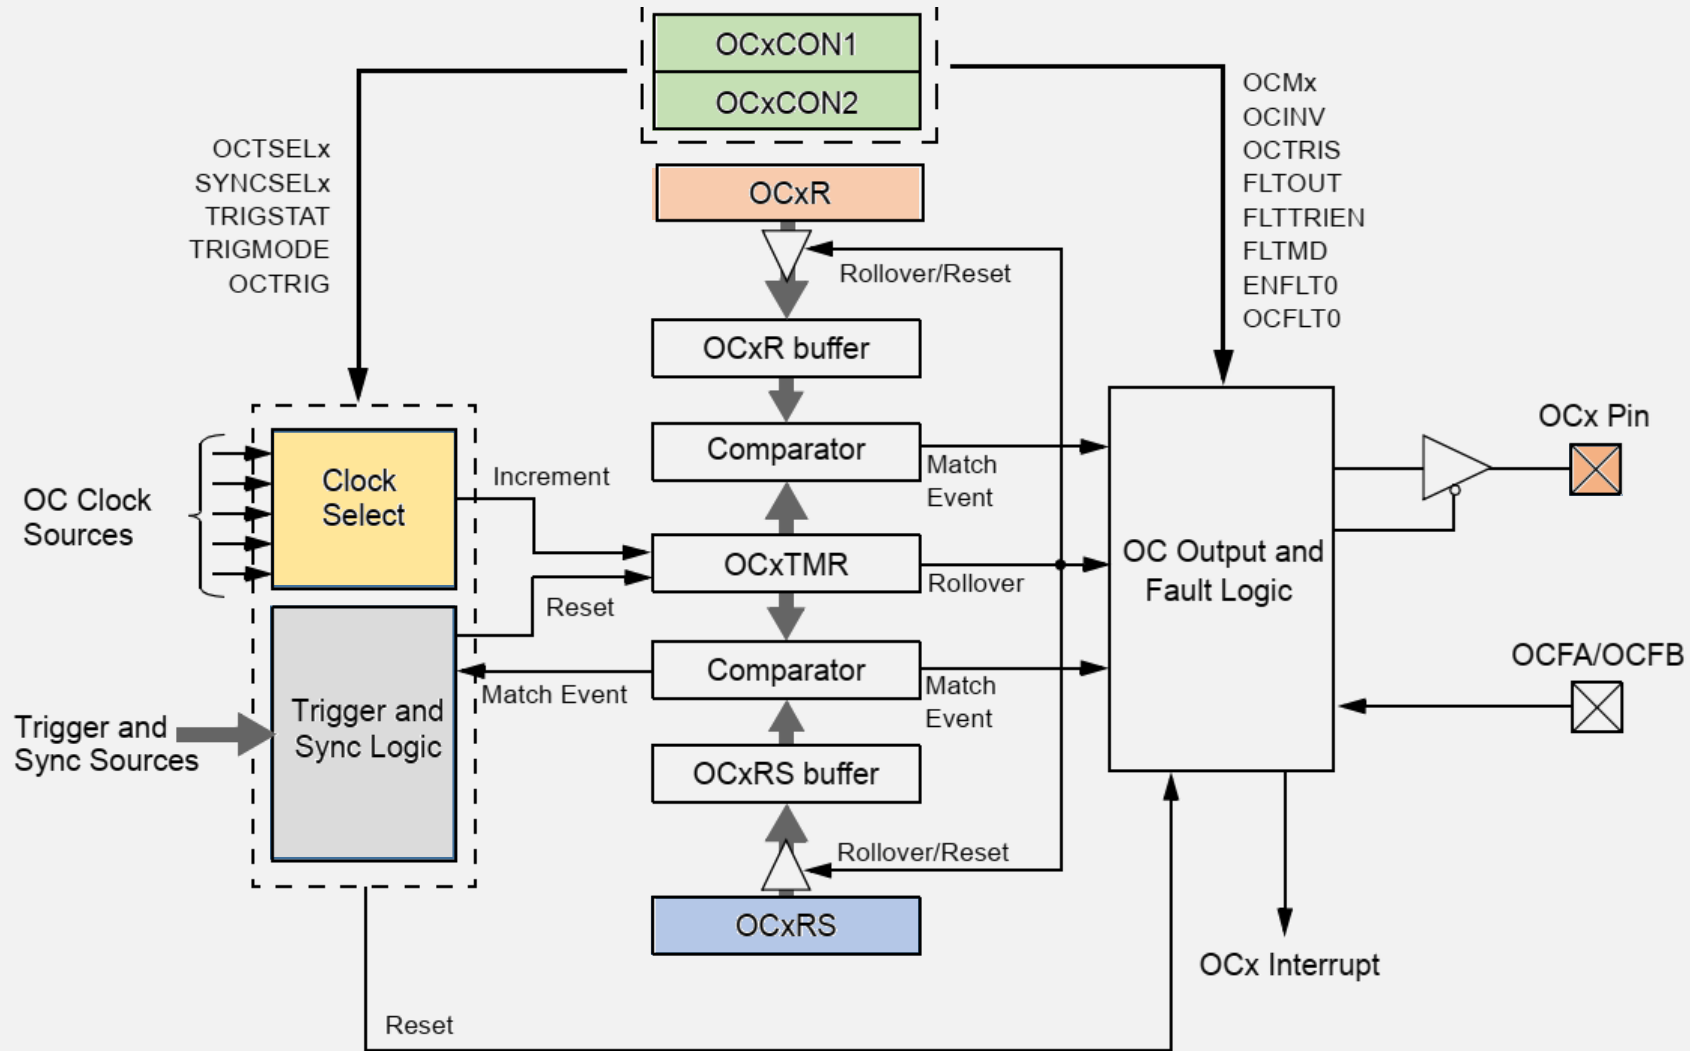 OCxCON1
OCxCON2
OCTSELx
SYNCSELx
TRIGSTAT
TRIGMODE
OCTRIG
OCMx
OCINV
OCTRIS
FLTOUT
FLTTRIEN
FLTMD
ENFLT0
OCFLT0
OCxR
Rollover/Reset
OCxR buffer
Comparator
Match
Event
OC Clock
Sources
Clock
Select
Increment
OCxTMR
Rollover
Reset
Comparator
Match Event
Match
Event
Trigger and
Sync Sources
Trigger and
Sync Logic
OCxRS buffer
Rollover/Reset
OCxRS
OC Output and
Fault Logic
OCx Pin
OCFA/OCFB
OCx Interrupt
Reset